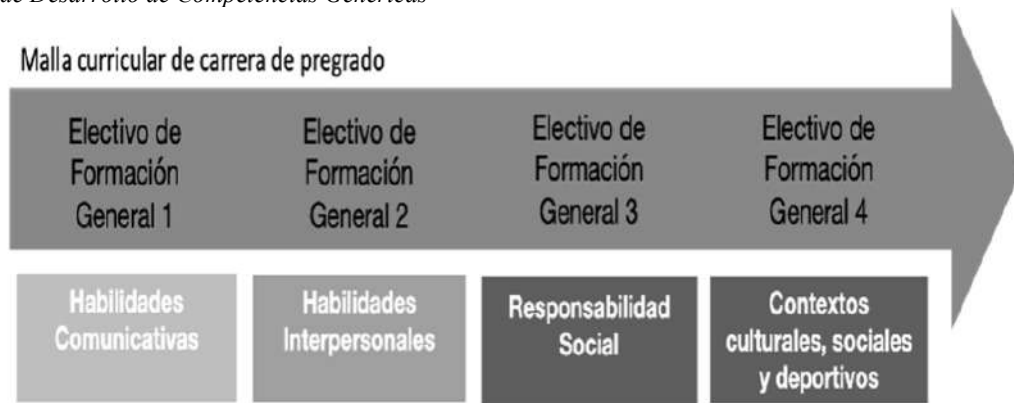 de Desarrollo de Competencias Genéricas
Malla curricular de carrera de pregrado
Electivo de
Formación
General 1
Electivo de
Formación
General 2
Electivo de
Formación
General 3
Electivo de
Formación
General 4
Habilidades
Comunicativas
Habilidades
Interpersonales
Responsabilidad
Social
Contextos
culturales, sociales
y deportivos